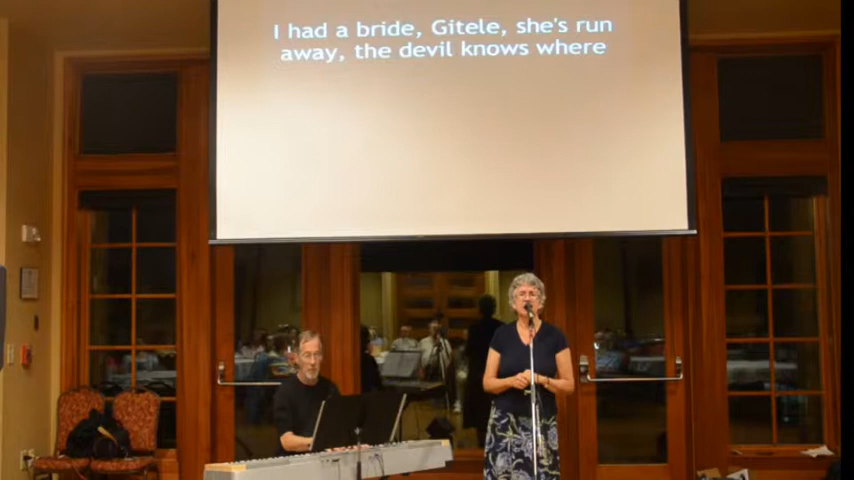 I had a bride, Gitele, she's run
away, the devil knows where